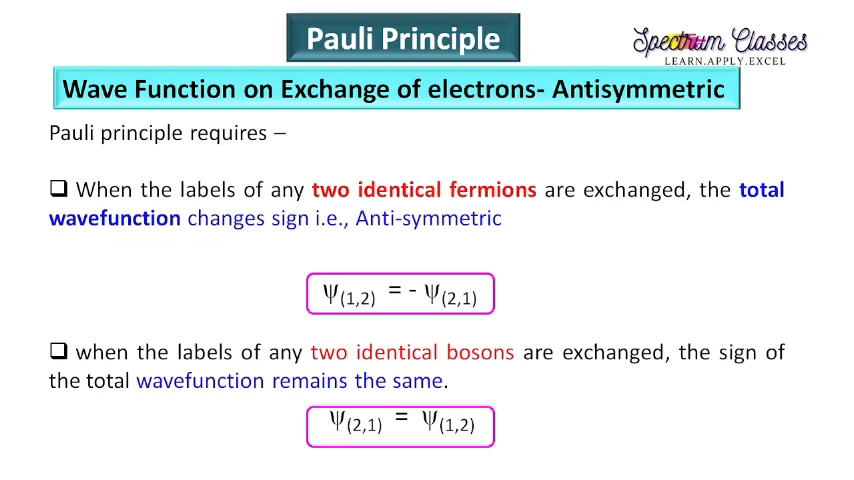 Pauli Principle
Spectrum Classes
LEARN.APPLY.EXCEL
Wave Function on Exchange of electrons- Antisymmetric
Pauli principle requires –
❑ When the labels of any two identical fermions are exchanged, the total
wavefunction changes sign i.e., Anti-symmetric
ψ(1,2) = - ψ(2,1)
❑ when the labels of any two identical bosons are exchanged, the sign of
the total wavefunction remains the same.
ψ(2,1) = ψ(1,2)